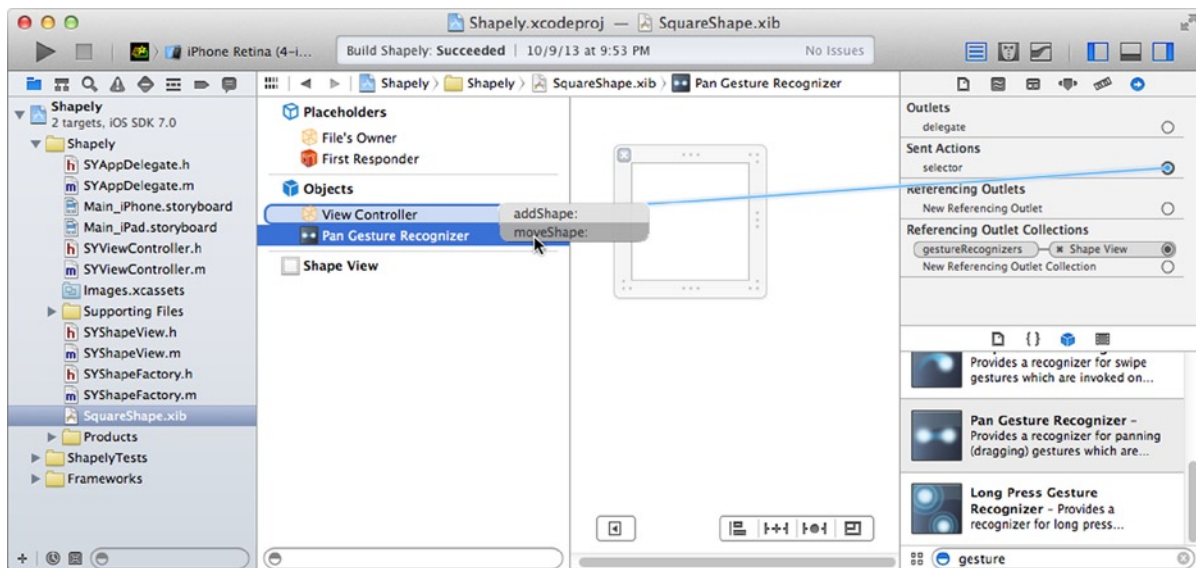 Shapely.xcodeproj — SquareShape.xib
iPhone Retina (4-i...
Build Shapely: Succeeded | 10/9/13 at 9:53 PM
No Issues
Shapely
2 targets, iOS SDK 7.0
Shapely
SYAppDelegate.h
SYAppDelegate.m
Main_iPhone.storyboard
Main_iPad.storyboard
SYViewController.h
SYViewController.m
Images.xcassets
Supporting Files
SYShapeView.h
SYShapeView.m
SYShapeFactory.h
SYShapeFactory.m
SquareShape.xib
Products
ShapelyTests
Frameworks
Shapely
Shapely
SquareShape.xib
Pan Gesture Recognizer
Placeholders
File's Owner
First Responder
Objects
View Controller
Pan Gesture Recognizer
Shape View
addShape:
moveShape:
Outlets
delegate
Sent Actions
selector
Referencing Outlets
New Referencing Outlet
Referencing Outlet Collections
gestureRecognizers
Shape View
New Referencing Outlet Collection
Provides a recognizer for swipe
gestures which are invoked on...
Pan Gesture Recognizer –
Provides a recognizer for panning
(dragging) gestures which are...
Long Press Gesture
Recognizer – Provides a
recognizer for long press...
gesture